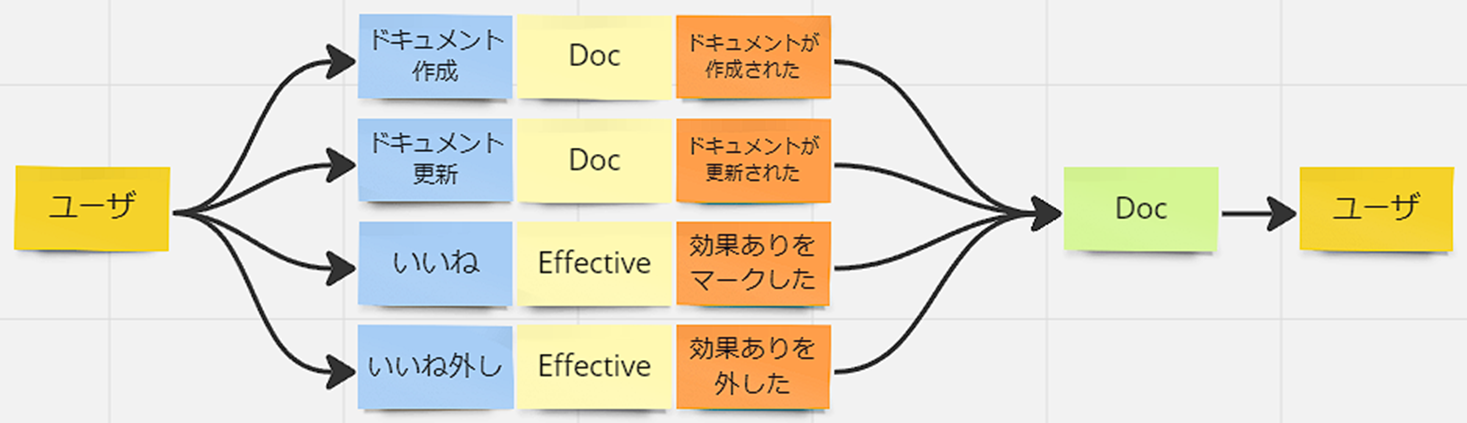 ユーザ
ドキュメント
作成
Doc
ドキュメントが
作成された
ドキュメント
更新
Doc
ドキュメントが
更新された
いいね
Effective
効果ありを
マークした
いいね外し
Effective
効果ありを
外した
Doc
ユーザ